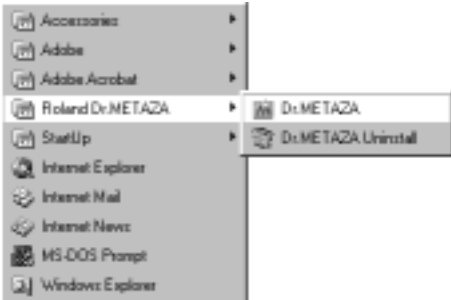 Accessories
Adobe
Adobe Acrobat
Roland Dr.METAZA
StartUp
Internet Explorer
Internet Mail
Internet News
MS-DOS Prompt
Windows Explorer
Dr.METAZA
Dr.METAZA Uninstall